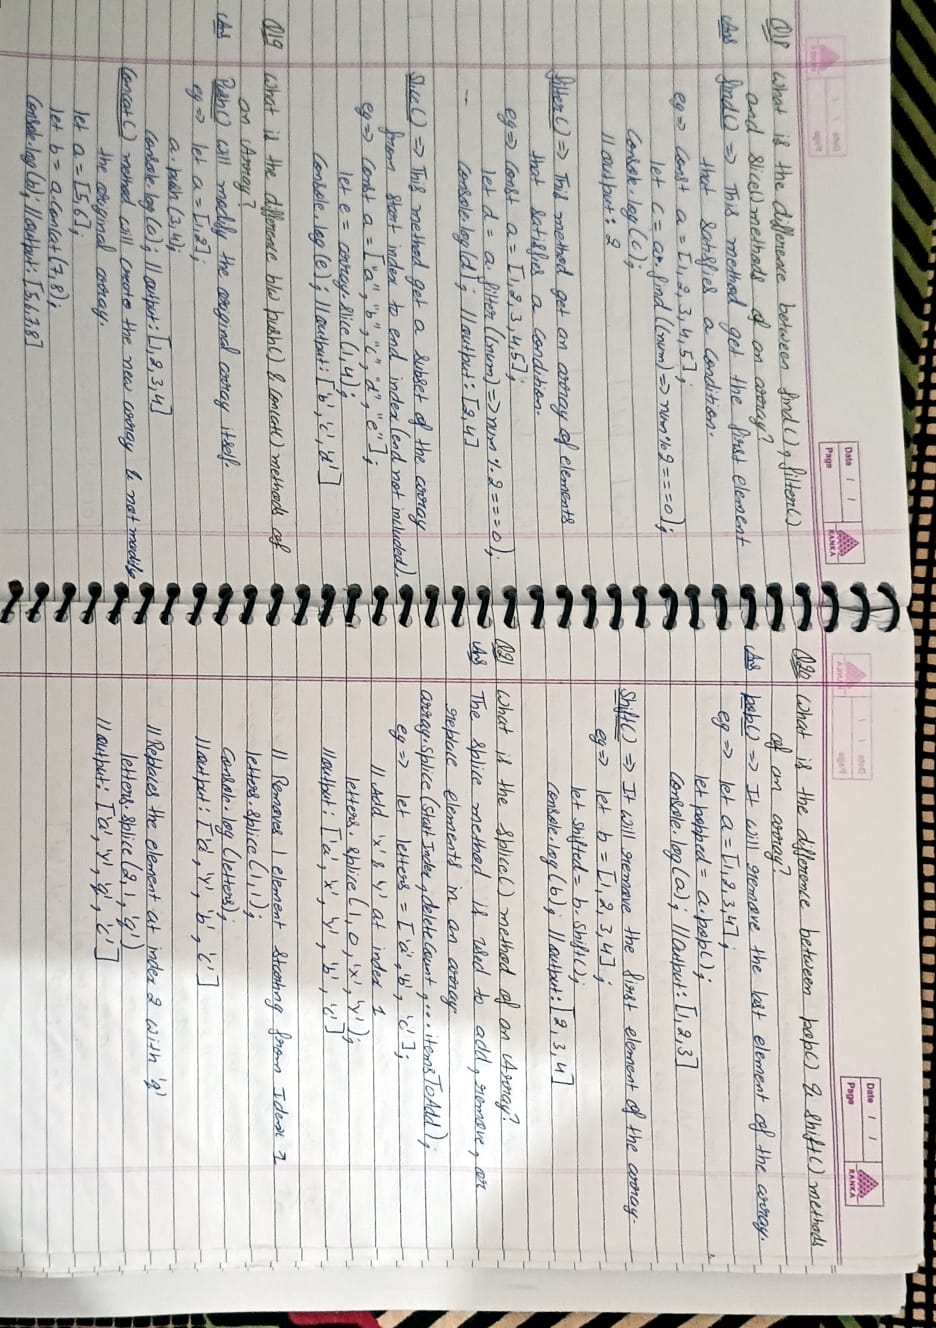 Date
Page
RANKA
Q18 What is the difference between find(), filter()
and slice() methods of an array?
Ans find() => This method get the first element
that satisfies a condition.
eg => const a = [1,2,3,4,5];
let c = a.find((num) => num % 2 === 0);
console.log(c);
//output: 2
filter() => This method get an array of elements
that satisfies a condition.
eg => const a = [1,2,3,4,5];
let d = a.filter((num) => num % 2 === 0);
console.log(d); //output: [2,4]
Slice() => This method get a subset of the array
from start index to end index (end not included).
eg => const a = ["a", "b", "c", "d", "e"];
let e = array.slice(1,4);
console.log(e); //output: ['b','c','d']
Q19 What is the difference b/w push() & concat() methods of
an Array?
Ans Push() will modify the original array itself.
eg => let a = [1,2];
a.push(3,4);
console.log(a); //output: [1,2,3,4]
Concat() method will create the new array & not modify
the original array.
let a = [5,6];
let b = a.concat(7,8);
console.log(b); //output: [5,6,7,8]
Date
Page
RANKA
Q20 What is the difference between pop() & shift() methods
of an array?
Ans pop() => It will remove the last element of the array.
eg => let a = [1,2,3,4];
let popped = a.pop();
console.log(a); //output: [1,2,3]
Shift() => It will remove the first element of the array.
eg => let b = [1,2,3,4];
let shifted = b.shift();
console.log(b); //output: [2,3,4]
Q21 What is the Splice() method of an Array?
Ans The Splice method is used to add, remove, or
replace elements in an array
array.splice(startIndex, deleteCount, ...itemsToAdd);
eg => let letters = ['a', 'b', 'c'];
//Add 'x' & 'y' at index 1
letters.splice(1, 0, 'x', 'y');
//output: ['a', 'x', 'y', 'b', 'c']
// Removes 1 element starting from Idex 1
letters.splice(1,1);
console.log(letters);
//output: ['a', 'y', 'b', 'c']
//Replaces the element at index 2 with 'q'
letters.splice(2, 1, 'q')
//output: ['a', 'y', 'q', 'c']